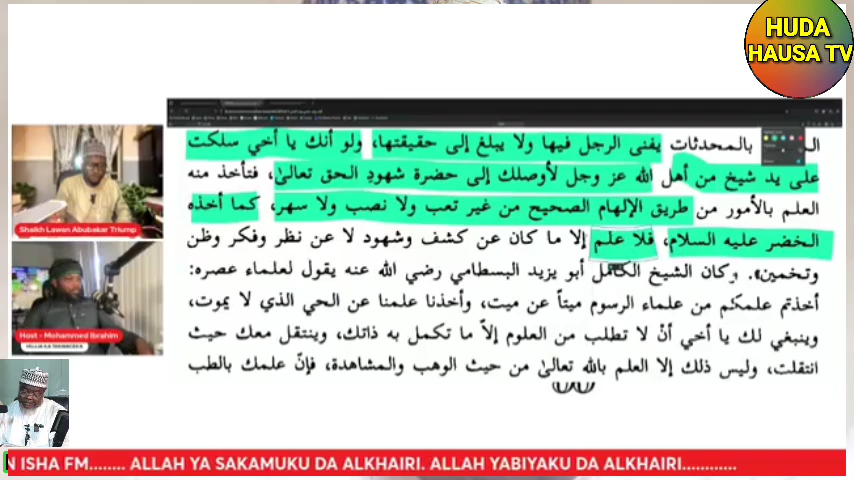 HUDA
HAUSA TV
بالمحدثات يفنى الرجل فيها ولا يبلغ إلى حقيقتها، ولو أنك يا أخي سلكت
على يد شيخ من أهل الله عز وجل لأوصلك إلى حضرة شهودِ الحق تعالىٰ، فتأخذ منه
العلم بالأمور من طريق الإلهام الصحيح من غير تعب ولا نصب ولا سهر، كما أخذه
الخضر عليه السلام، فلا علم إلا ما كان عن كشف وشهود لا عن نظر وفكر وظن
وتخمين». وكان الشيخ الكامل أبو يزيد البسطامي رضي الله عنه يقول لعلماء عصره:
أخذتم علمكم من علماء الرسوم ميتاً عن ميت، وأخذنا علمنا عن الحي الذي لا يموت،
وينبغي لك يا أخي أنْ لا تطلب من العلوم إلاّ ما تكمل به ذاتك، وينتقل معك حيث
انتقلت، وليس ذلك إلا العلم بالله تعالىٰ من حيث الوهب والمشاهدة، فإنّ علمك بالطب
Shaikh Lawan Abubakar Triump
Host - Mohammed Ibrahim
N ISHA FM........ ALLAH YA SAKAMUKU DA ALKHAIRI. ALLAH YABIYAKU DA ALKHAIRI............